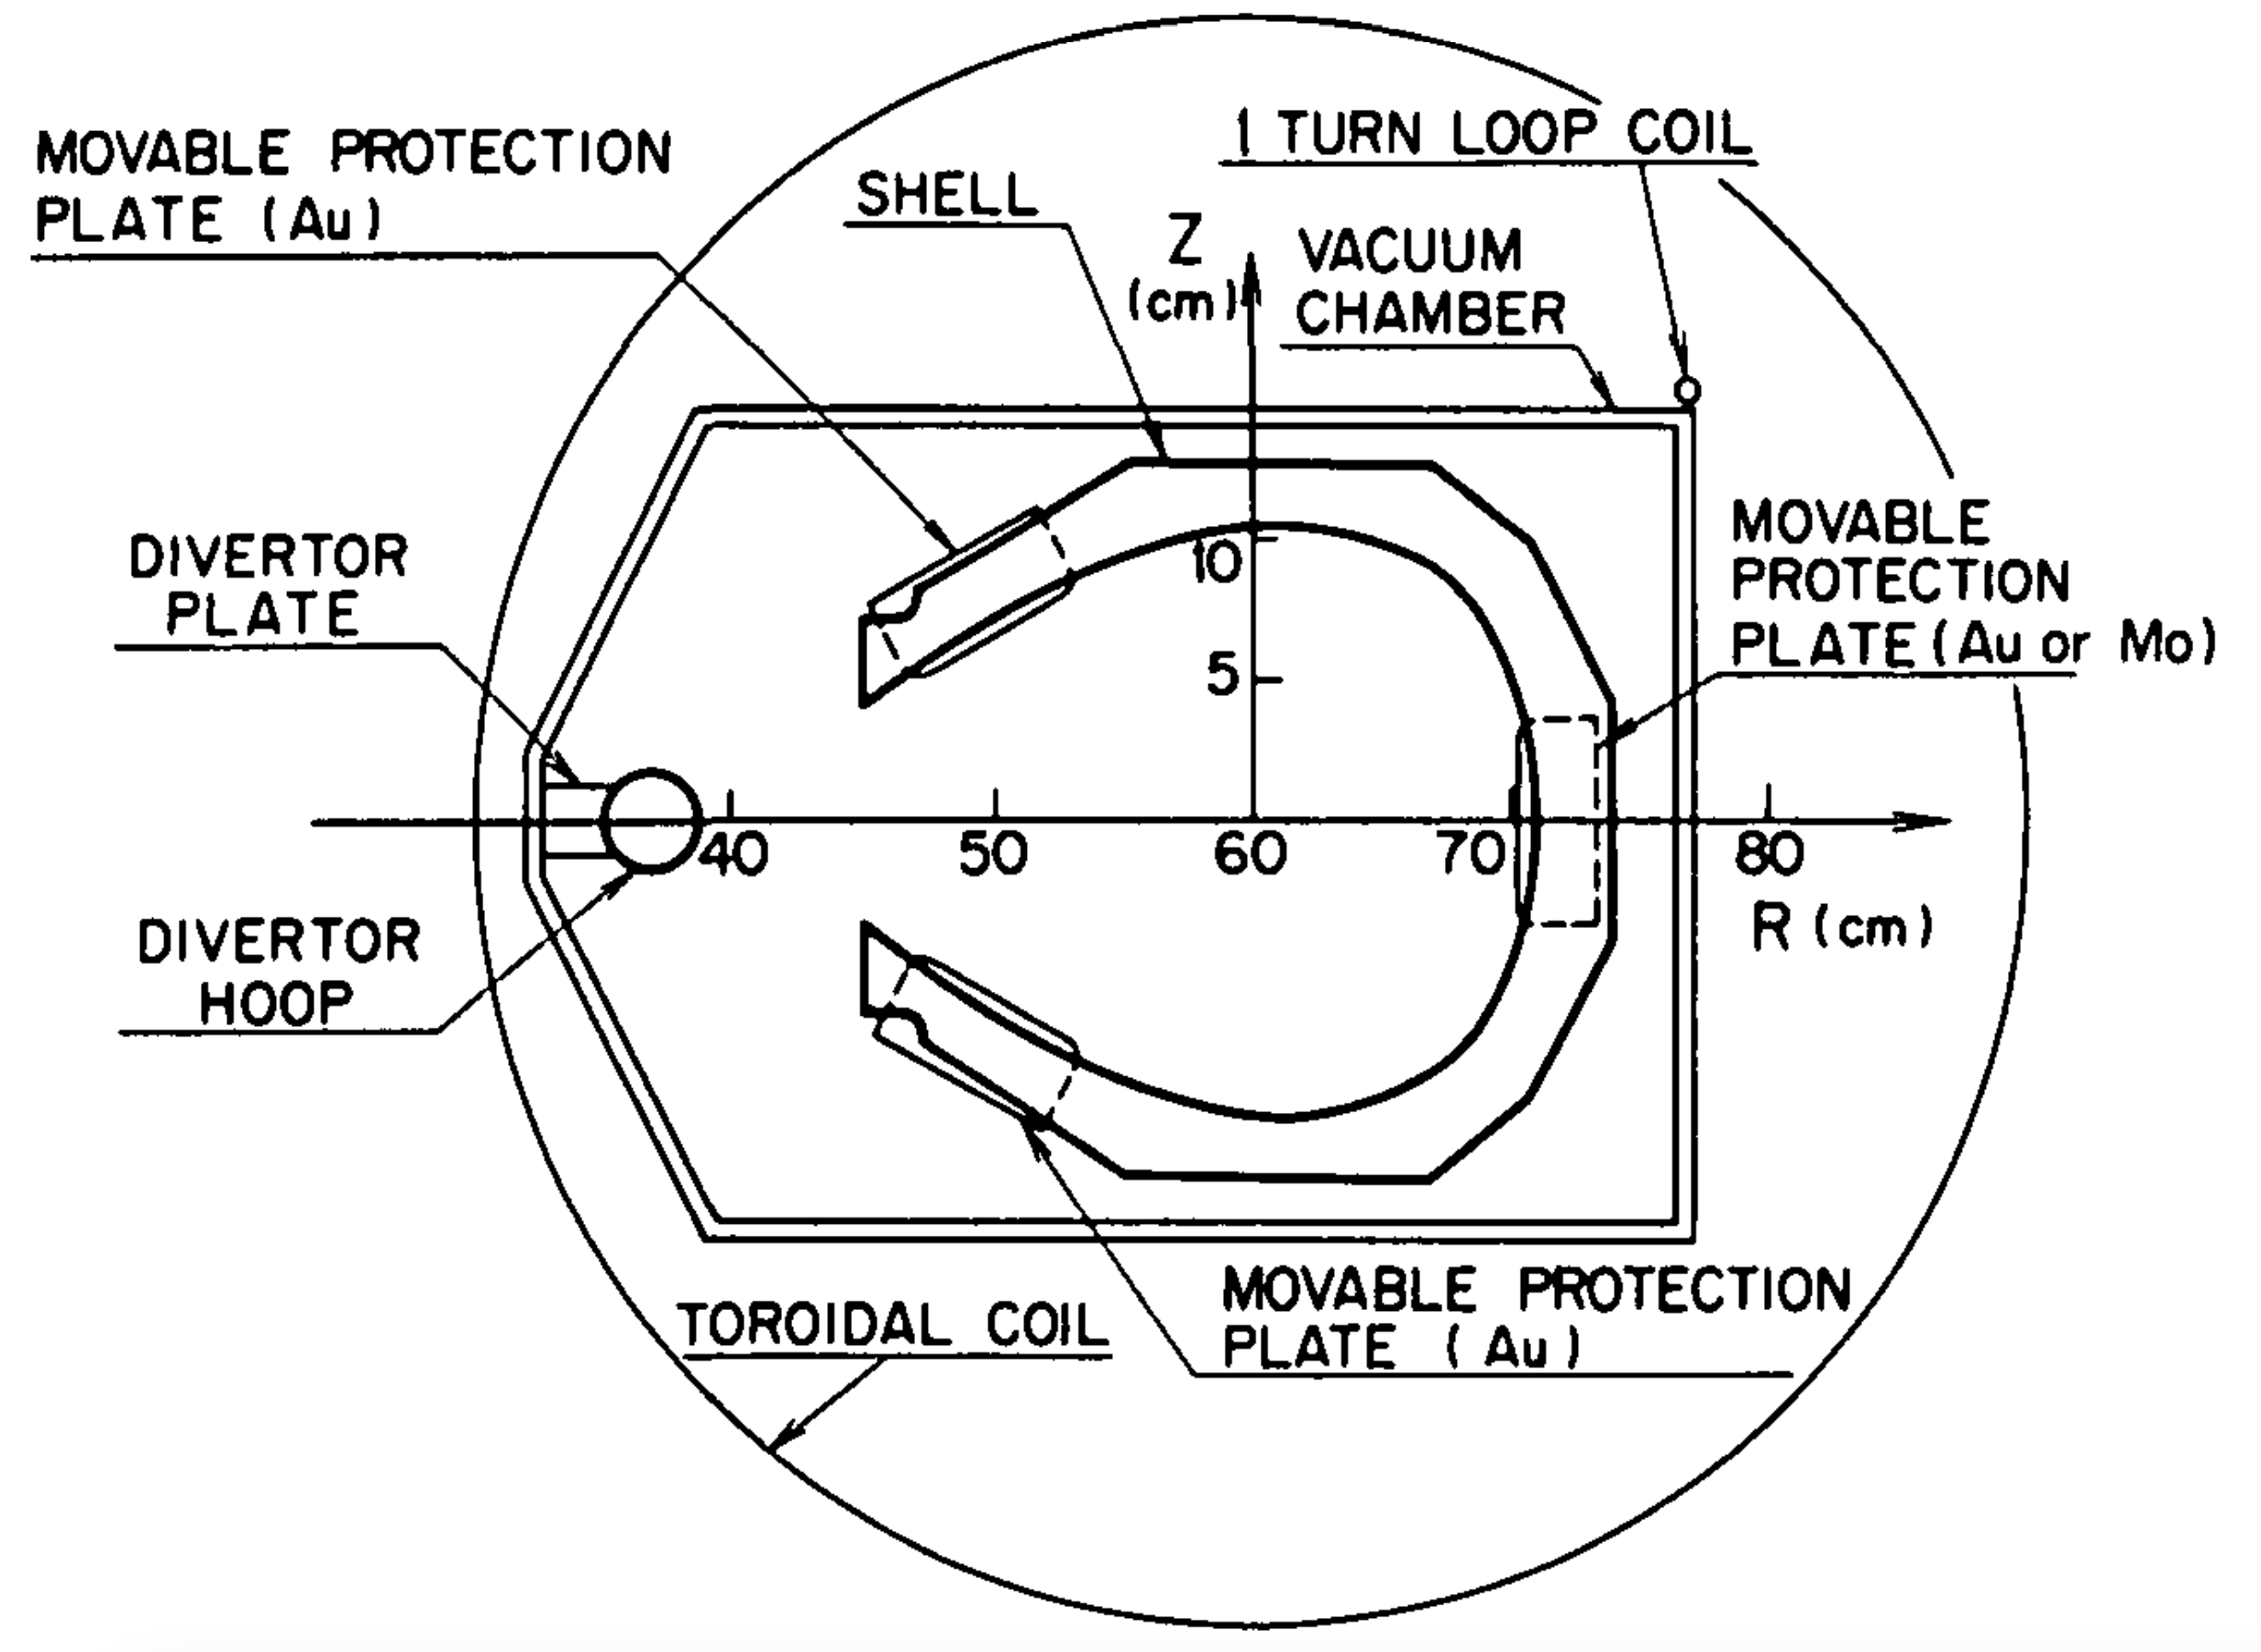 MOVABLE PROTECTION
PLATE (Au)
SHELL
1 TURN LOOP COIL
Z
(cm)
VACUUM
CHAMBER
DIVERTOR
PLATE
MOVABLE
PROTECTION
PLATE (Au or Mo)
10
5
40
50
60
70
80
R (cm)
DIVERTOR
HOOP
TOROIDAL COIL
MOVABLE PROTECTION
PLATE (Au)